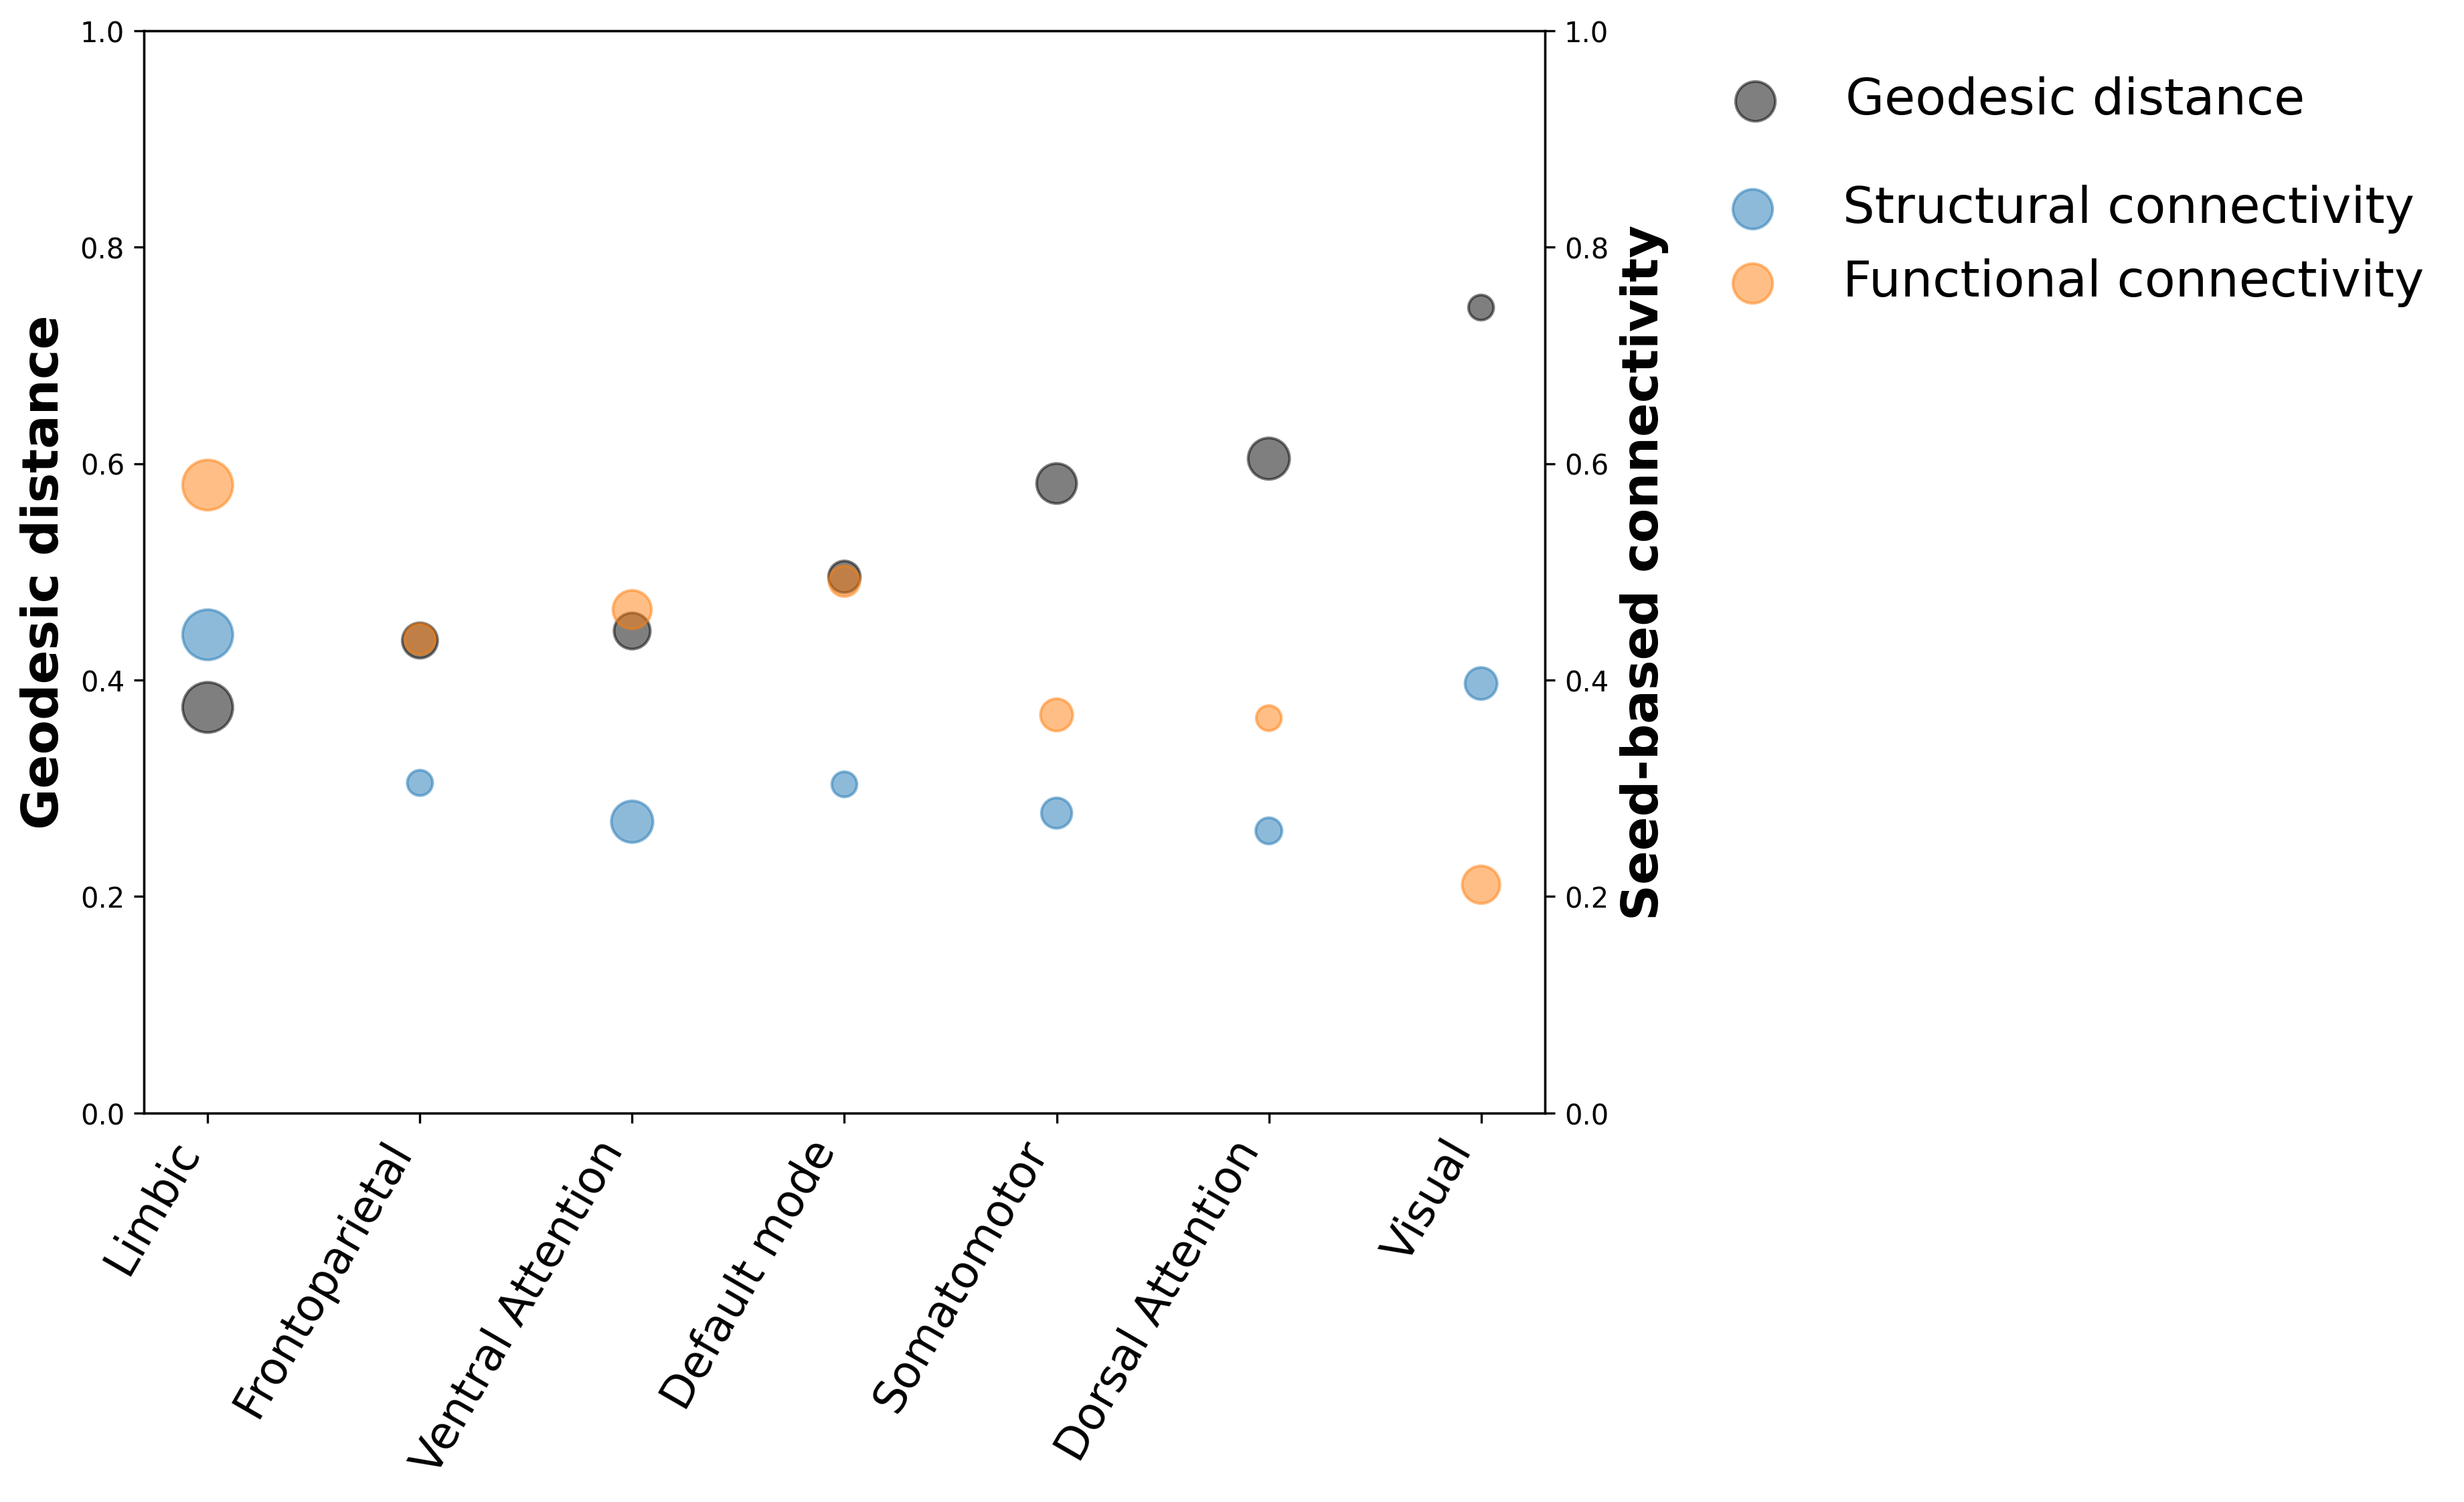 Geodesic distance
1.0
0.8
0.6
0.4
0.2
0.0
Limbic
Frontoparietal
Ventral Attention
Default mode
Somatomotor
Dorsal Attention
Visual
1.0
0.8
0.6
0.4
0.2
0.0
Seed-based connectivity
Geodesic distance
Structural connectivity
Functional connectivity